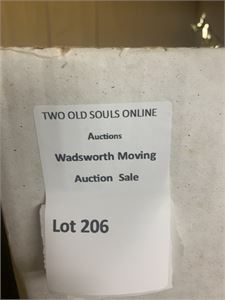 TWO OLD SOULS ONLINE
Auctions
Wadsworth Moving
Auction Sale
Lot 206